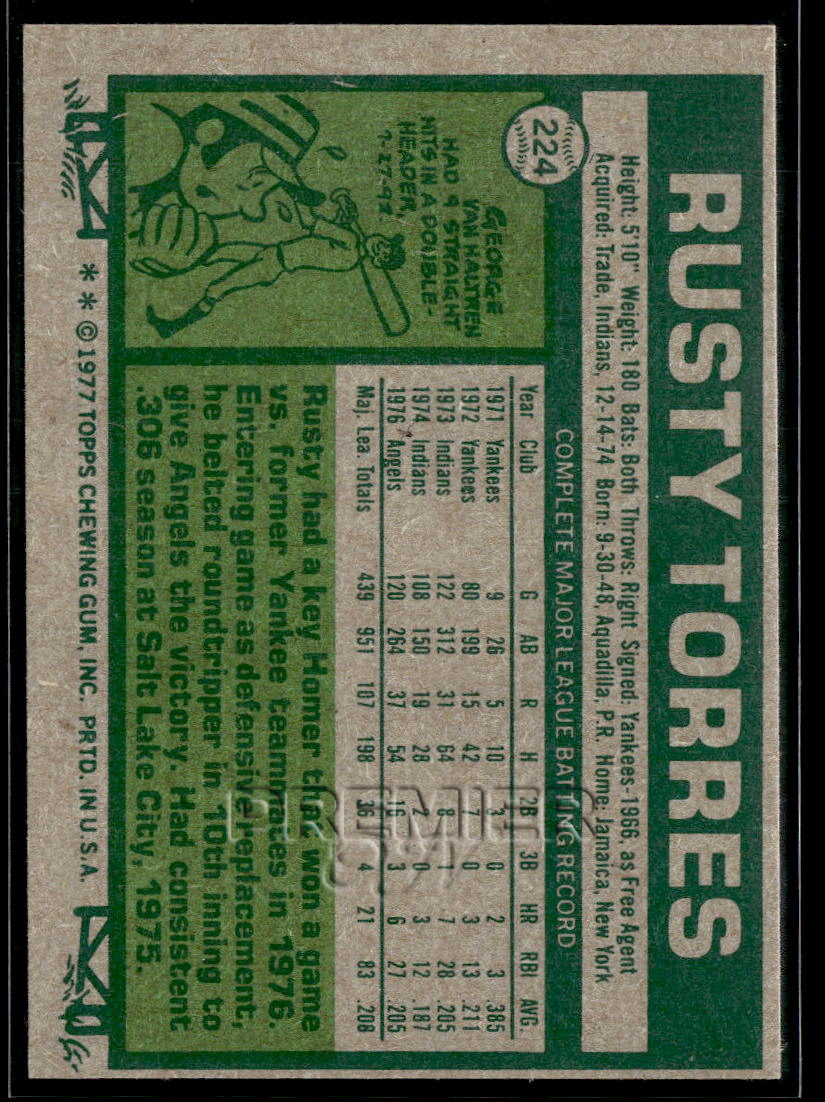 224
RUSTY TORRES
Height: 5'10" Weight: 180 Bats: Both Throws: Right Signed: Yankees-1966, as Free Agent
Acquired: Trade, Indians, 12-14-74 Born: 9-30-48, Aquadilla, P.R. Home: Jamaica, New York
GEORGE
VAN HALTREN
HAD 9 STRAIGHT
HITS IN A DOUBLE-
HEADER,
7-27-92
COMPLETE MAJOR LEAGUE BATTING RECORD
Year Club G AB R H 2B 3B HR RBI AVG.
1971 Yankees 9 26 5 10 3 0 2 3 .385
1972 Yankees 80 199 15 42 7 0 3 13 .211
1973 Indians 122 312 31 64 8 1 7 28 .205
1974 Indians 108 150 19 28 2 0 3 12 .187
1976 Angels 120 264 37 54 16 3 6 27 .205
Maj. Lea. Totals 439 951 107 198 36 4 21 83 .208
Rusty had a key Homer that won a game
vs. former Yankee teammates in 1976.
Entering game as defensive replacement,
he belted roundtripper in 10th inning to
give Angels the victory. Had consistent
.306 season at Salt Lake City, 1975.
* * © 1977 TOPPS CHEWING GUM, INC. PRTD. IN U.S.A.
PREMIER